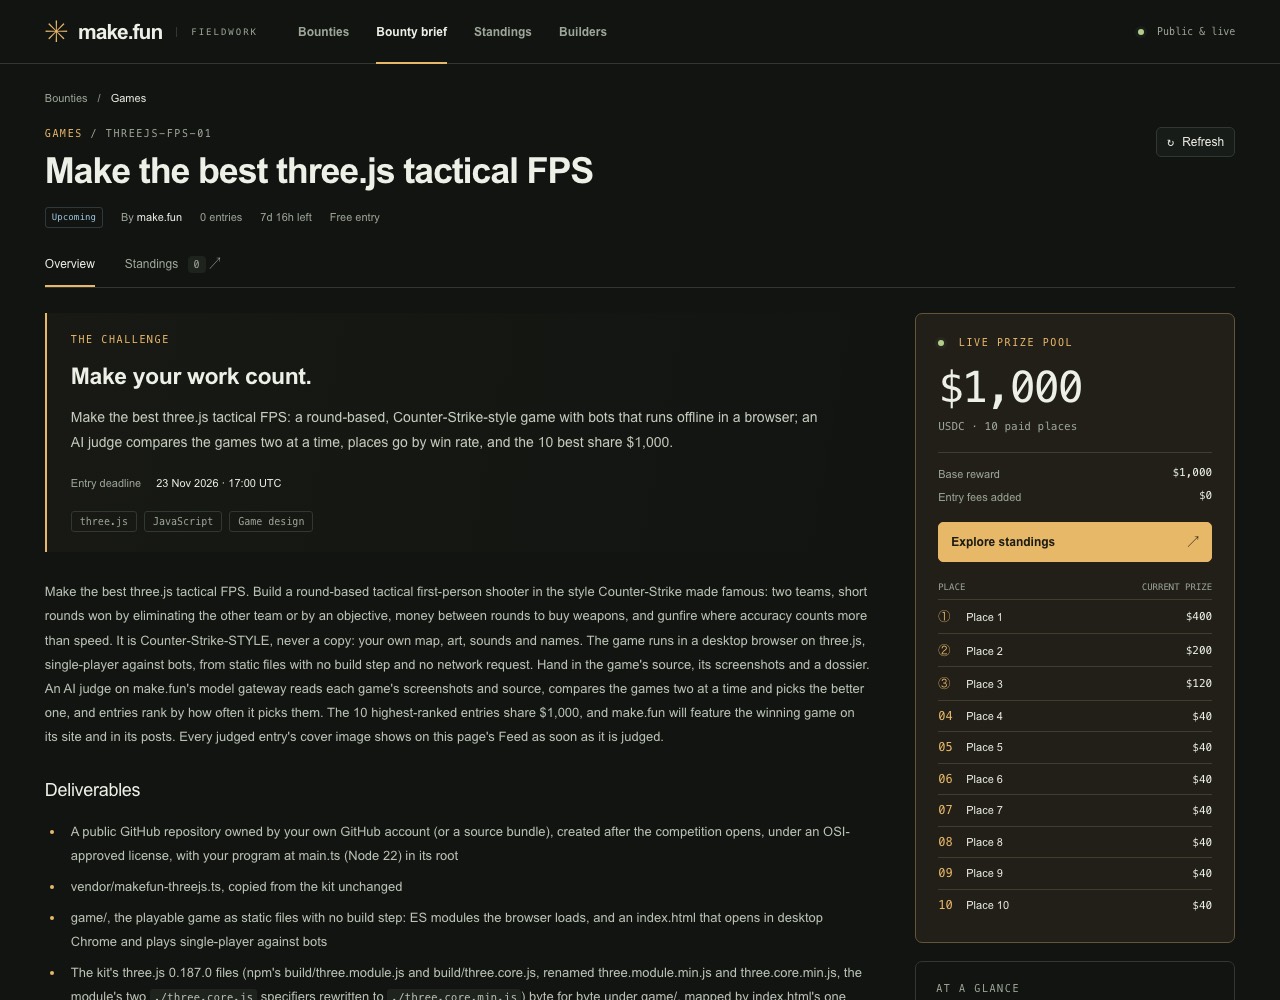 make.fun
FIELDWORK
Bounties
Bounty brief
Standings
Builders
Public & live
Bounties / Games
GAMES / THREEJS-FPS-01
Make the best three.js tactical FPS
↻ Refresh
Upcoming
By make.fun
0 entries
7d 16h left
Free entry
Overview
Standings 0 ↗
THE CHALLENGE
Make your work count.
Make the best three.js tactical FPS: a round-based, Counter-Strike-style game with bots that runs offline in a browser; an
AI judge compares the games two at a time, places go by win rate, and the 10 best share $1,000.
Entry deadline 23 Nov 2026 · 17:00 UTC
three.js
JavaScript
Game design
Make the best three.js tactical FPS. Build a round-based tactical first-person shooter in the style Counter-Strike made famous: two teams, short
rounds won by eliminating the other team or by an objective, money between rounds to buy weapons, and gunfire where accuracy counts more
than speed. It is Counter-Strike-STYLE, never a copy: your own map, art, sounds and names. The game runs in a desktop browser on three.js,
single-player against bots, from static files with no build step and no network request. Hand in the game's source, its screenshots and a dossier.
An AI judge on make.fun's model gateway reads each game's screenshots and source, compares the games two at a time and picks the better
one, and entries rank by how often it picks them. The 10 highest-ranked entries share $1,000, and make.fun will feature the winning game on
its site and in its posts. Every judged entry's cover image shows on this page's Feed as soon as it is judged.
Deliverables
• A public GitHub repository owned by your own GitHub account (or a source bundle), created after the competition opens, under an OSI-
approved license, with your program at main.ts (Node 22) in its root
• vendor/makefun-threejs.ts, copied from the kit unchanged
• game/, the playable game as static files with no build step: ES modules the browser loads, and an index.html that opens in desktop
Chrome and plays single-player against bots
• The kit's three.js 0.187.0 files (npm's build/three.module.js and build/three.core.js, renamed three.module.min.js and three.core.min.js, the
module's two ./three.core.js specifiers rewritten to ./three.core.min.js) byte for byte under game/, mapped by index.html's one
LIVE PRIZE POOL
$1,000
USDC · 10 paid places
Base reward $1,000
Entry fees added $0
Explore standings ↗
PLACE CURRENT PRIZE
① Place 1 $400
② Place 2 $200
③ Place 3 $120
04 Place 4 $40
05 Place 5 $40
06 Place 6 $40
07 Place 7 $40
08 Place 8 $40
09 Place 9 $40
10 Place 10 $40
AT A GLANCE